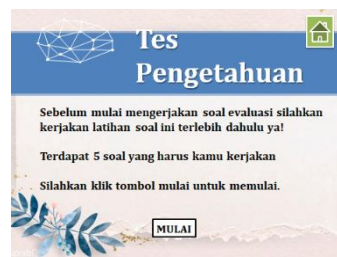 Tes
Pengetahuan
Sebelum mulai mengerjakan soal evaluasi silahkan
kerjakan latihan soal ini terlebih dahulu ya!
Terdapat 5 soal yang harus kamu kerjakan
Silahkan klik tombol mulai untuk memulai.
MULAI